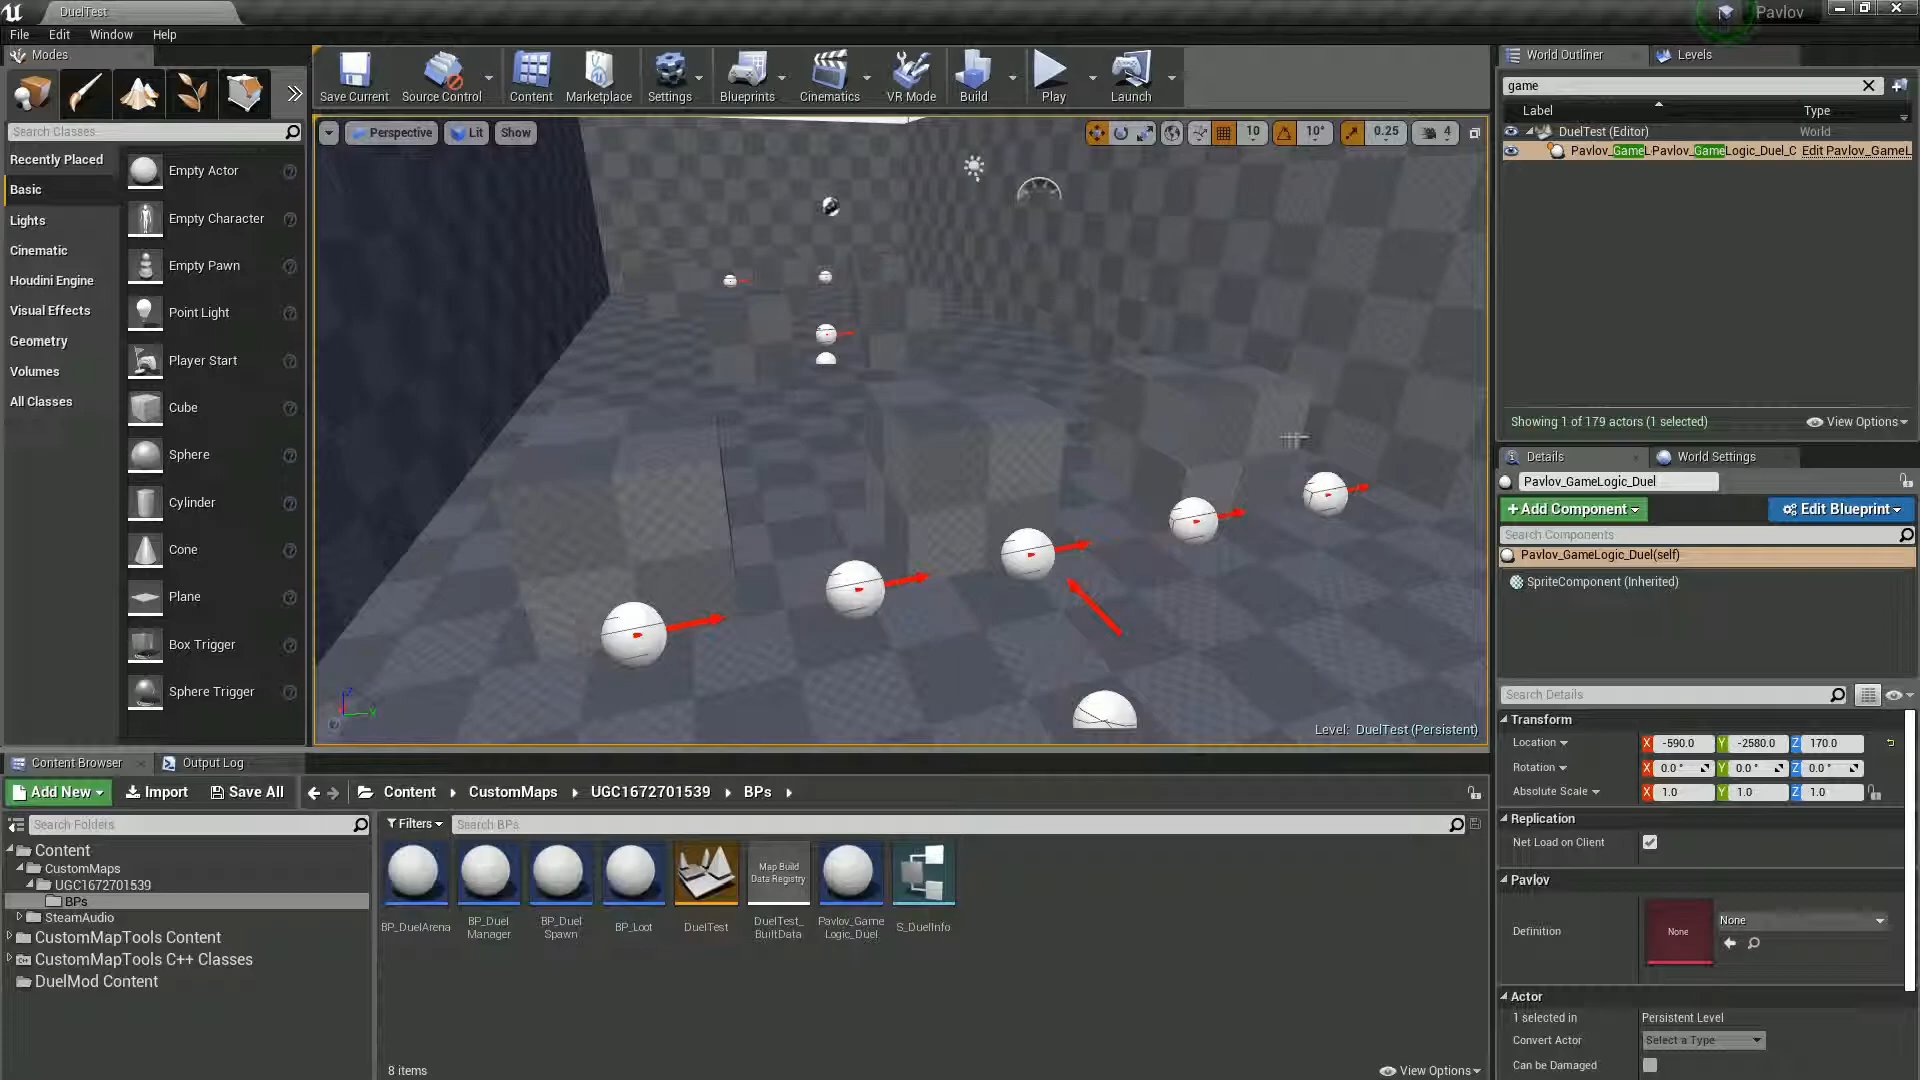 DuelTest
Pavlov
File Edit Window Help
Modes
Search Classes
Recently Placed
Basic
Lights
Cinematic
Houdini Engine
Visual Effects
Geometry
Volumes
All Classes
Empty Actor
Empty Character
Empty Pawn
Point Light
Player Start
Cube
Sphere
Cylinder
Cone
Plane
Box Trigger
Sphere Trigger
Save Current Source Control Content Marketplace Settings Blueprints Cinematics VR Mode Build Play Launch
Perspective Lit Show
10 10° 0.25 4
Level: DuelTest (Persistent)
World Outliner Levels
game
Label Type
DuelTest (Editor) World
Pavlov_GameL Pavlov_GameLogic_Duel_C Edit Pavlov_GameL
Showing 1 of 179 actors (1 selected) View Options
Details World Settings
Pavlov_GameLogic_Duel
+Add Component Edit Blueprint
Search Components
Pavlov_GameLogic_Duel(self)
SpriteComponent (Inherited)
Search Details
Transform
Location X -590.0 Y -2580.0 Z 170.0
Rotation X 0.0 ° Y 0.0 ° Z 0.0 °
Absolute Scale X 1.0 Y 1.0 Z 1.0
Replication
Net Load on Client
Pavlov
Definition None None
Actor
1 selected in Persistent Level
Convert Actor Select a Type
Can be Damaged
Content Browser Output Log
Add New Import Save All Content CustomMaps UGC1672701539 BPs
Search Folders
Content
CustomMaps
UGC1672701539
BPs
SteamAudio
CustomMapTools Content
CustomMapTools C++ Classes
DuelMod Content
Filters Search BPs
BP_DuelArena
BP_Duel
Manager
BP_Duel
Spawn
BP_Loot
DuelTest
Map Build
Data Registry
DuelTest_
BuiltData
Pavlov_Game
Logic_Duel
S_DuelInfo
8 items View Options